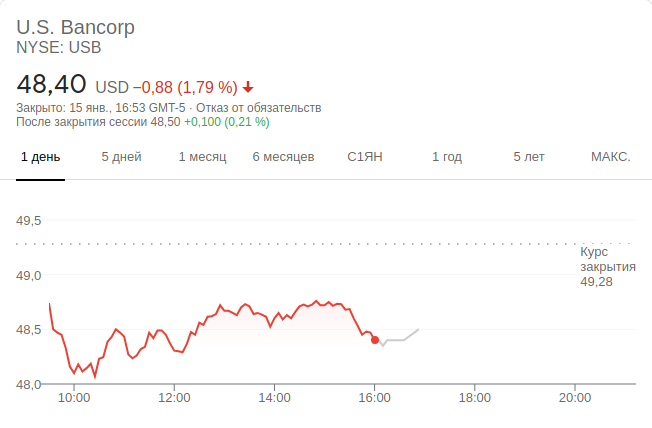 U.S. Bancorp
NYSE: USB
48,40 USD −0,88 (1,79 %)
Закрыто: 15 янв., 16:53 GMT-5 · Отказ от обязательств
После закрытия сессии 48,50 +0,100 (0,21 %)
1 день 5 дней 1 месяц 6 месяцев С1ЯН 1 год 5 лет МАКС.
49,5
Курс
закрытия
49,28
49,0
48,5
48,0
10:00 12:00 14:00 16:00 18:00 20:00